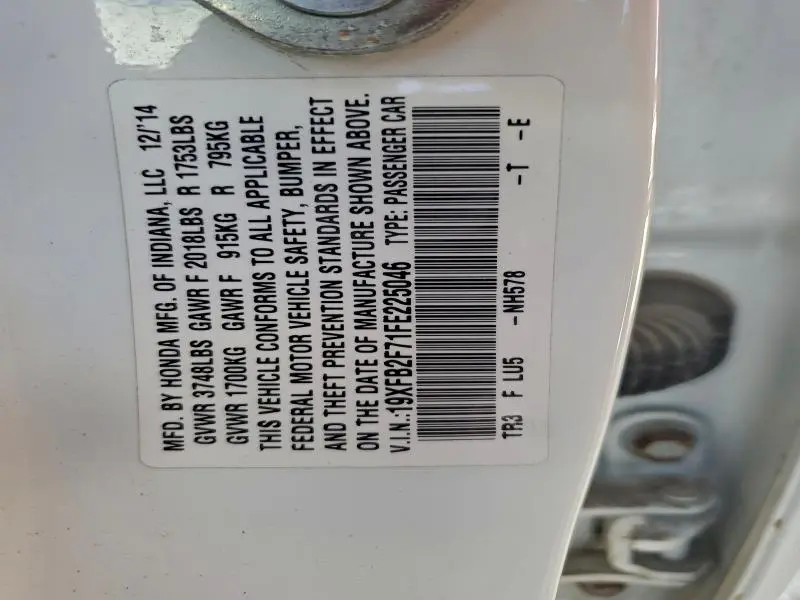 MFD. BY HONDA MFG. OF INDIANA, LLC 12/'14
GVWR 3748LBS GAWR F 2018LBS R 1753LBS
GVWR 1700KG GAWR F 915KG R 795KG
THIS VEHICLE CONFORMS TO ALL APPLICABLE
FEDERAL MOTOR VEHICLE SAFETY, BUMPER,
AND THEFT PREVENTION STANDARDS IN EFFECT
ON THE DATE OF MANUFACTURE SHOWN ABOVE.
V.I.N.:19XFB2F71FE225046 TYPE: PASSENGER CAR
TR3 F LU5 -NH578 -T -E